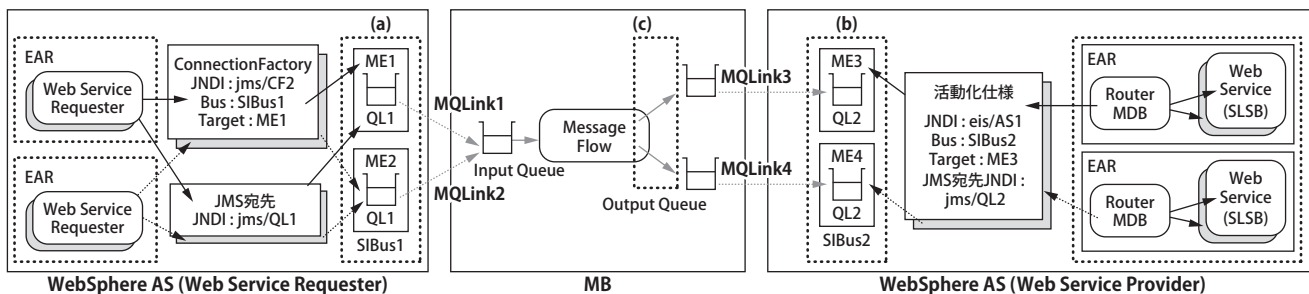 (a)
EAR
Web Service
Requester
EAR
Web Service
Requester
ConnectionFactory
JNDI : jms/CF2
Bus : SIBus1
Target : ME1
JMS宛先
JNDI : jms/QL1
ME1
QL1
ME2
QL1
SIBus1
WebSphere AS (Web Service Requester)
MQLink1
MQLink2
(c)
Input Queue
Message
Flow
Output Queue
MB
MQLink3
MQLink4
(b)
ME3
QL2
ME4
QL2
SIBus2
活動化仕様
JNDI : eis/AS1
Bus : SIBus2
Target : ME3
JMS宛先JNDI :
jms/QL2
EAR
Router
MDB
Web
Service
(SLSB)
EAR
Router
MDB
Web
Service
(SLSB)
WebSphere AS (Web Service Provider)